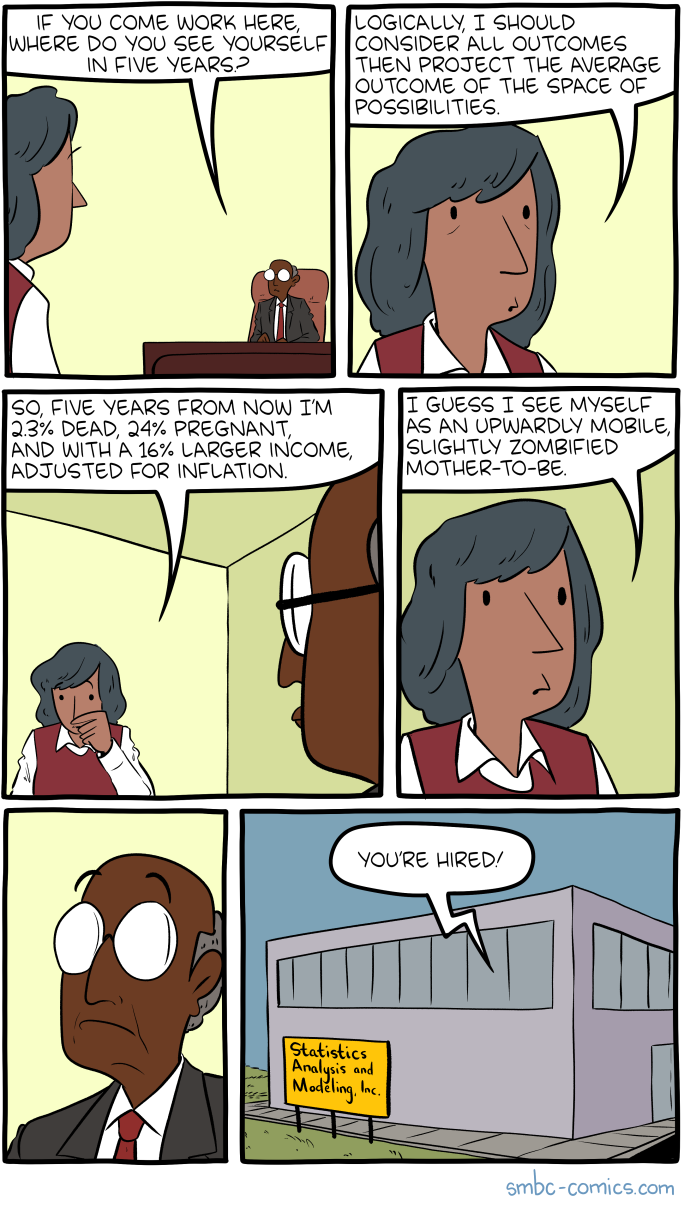 IF YOU COME WORK HERE,
WHERE DO YOU SEE YOURSELF
IN FIVE YEARS?
LOGICALLY, I SHOULD
CONSIDER ALL OUTCOMES
THEN PROJECT THE AVERAGE
OUTCOME OF THE SPACE OF
POSSIBILITIES.
SO, FIVE YEARS FROM NOW I'M
2.3% DEAD, 24% PREGNANT,
AND WITH A 16% LARGER INCOME,
ADJUSTED FOR INFLATION.
I GUESS I SEE MYSELF
AS AN UPWARDLY MOBILE,
SLIGHTLY ZOMBIFIED
MOTHER-TO-BE.
YOU'RE HIRED!
Statistics
Analysis and
Modeling, Inc.
smbc-comics.com